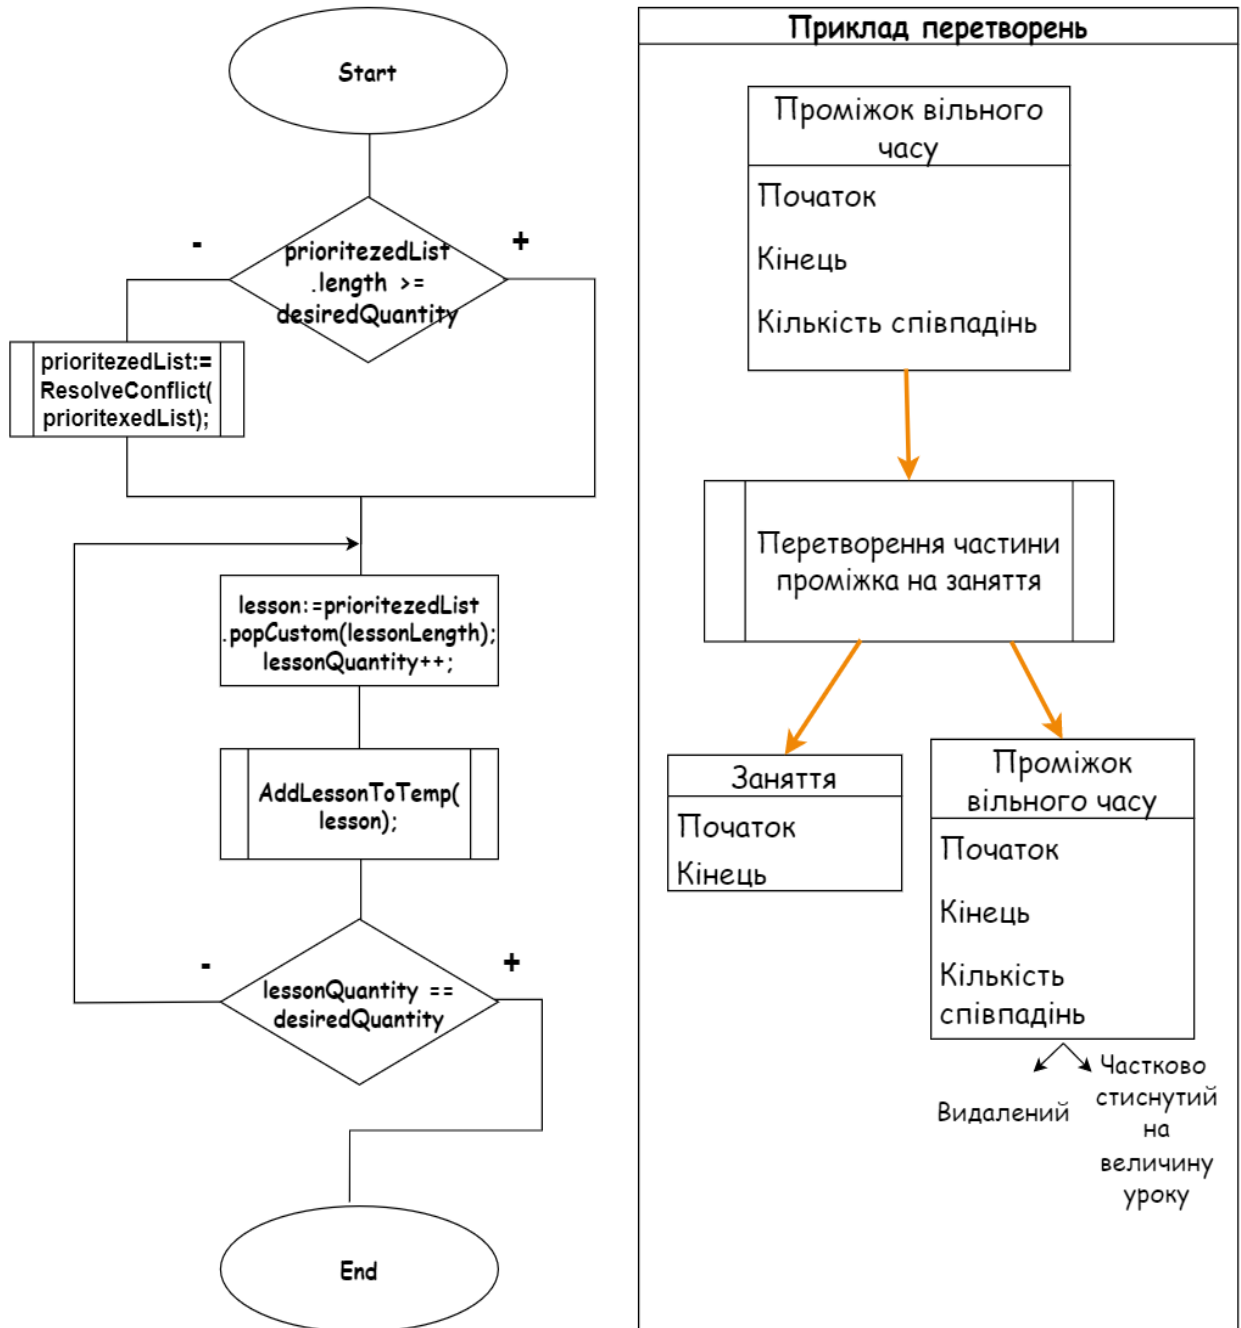 Start
-
+
prioritezedList
.length >=
desiredQuantity
prioritezedList:=
ResolveConflict(
prioritexedList);
lesson:=prioritezedList
.popCustom(lessonLength);
lessonQuantity++;
AddLessonToTemp(
lesson);
-
+
lessonQuantity ==
desiredQuantity
End
Приклад перетворень
Проміжок вільного
часу
Початок
Кінець
Кількість співпадінь
Перетворення частини
проміжка на заняття
Заняття
Початок
Кінець
Проміжок
вільного часу
Початок
Кінець
Кількість
співпадінь
Видалений
Частково
стиснутий
на
величину
уроку